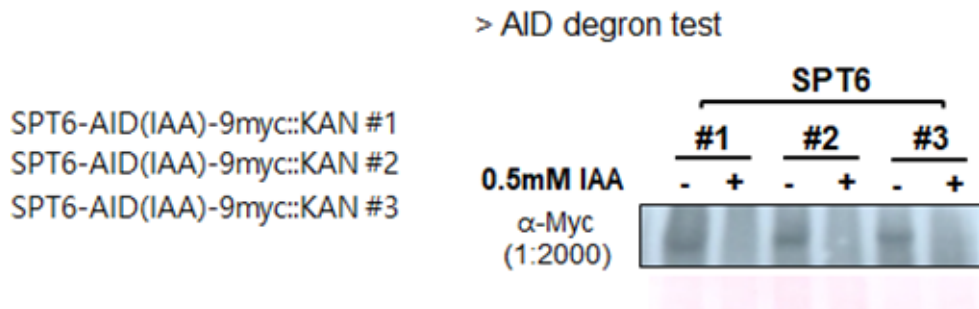 > AID degron test
SPT6-AID(IAA)-9myc::KAN #1
SPT6-AID(IAA)-9myc::KAN #2
SPT6-AID(IAA)-9myc::KAN #3
SPT6
#1 #2 #3
0.5mM IAA - + - + - +
α-Myc
(1:2000)